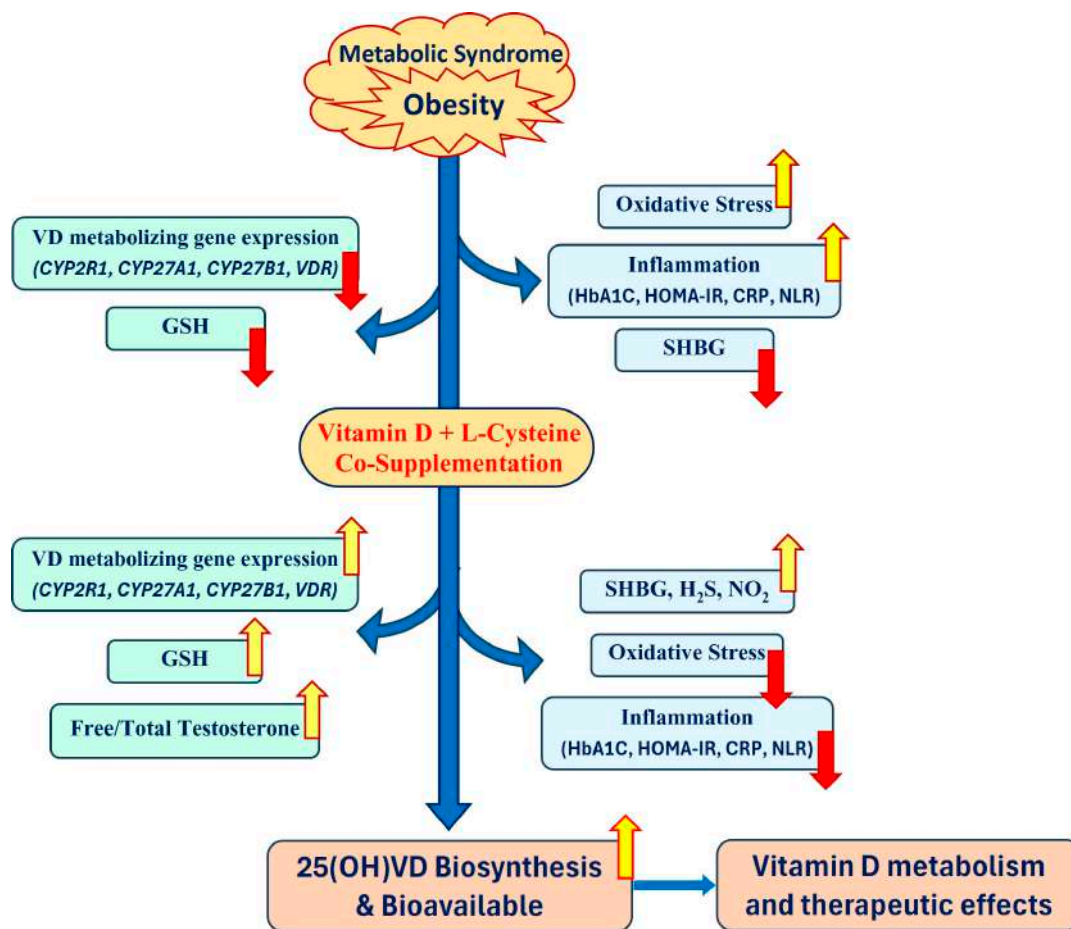 Metabolic Syndrome
Obesity
VD metabolizing gene expression
(CYP2R1, CYP27A1, CYP27B1, VDR)
GSH
Oxidative Stress
Inflammation
(HbA1C, HOMA-IR, CRP, NLR)
SHBG
Vitamin D + L-Cysteine
Co-Supplementation
VD metabolizing gene expression
(CYP2R1, CYP27A1, CYP27B1, VDR)
GSH
Free/Total Testosterone
SHBG, H₂S, NO₂
Oxidative Stress
Inflammation
(HbA1C, HOMA-IR, CRP, NLR)
25(OH)VD Biosynthesis
& Bioavailable
Vitamin D metabolism
and therapeutic effects